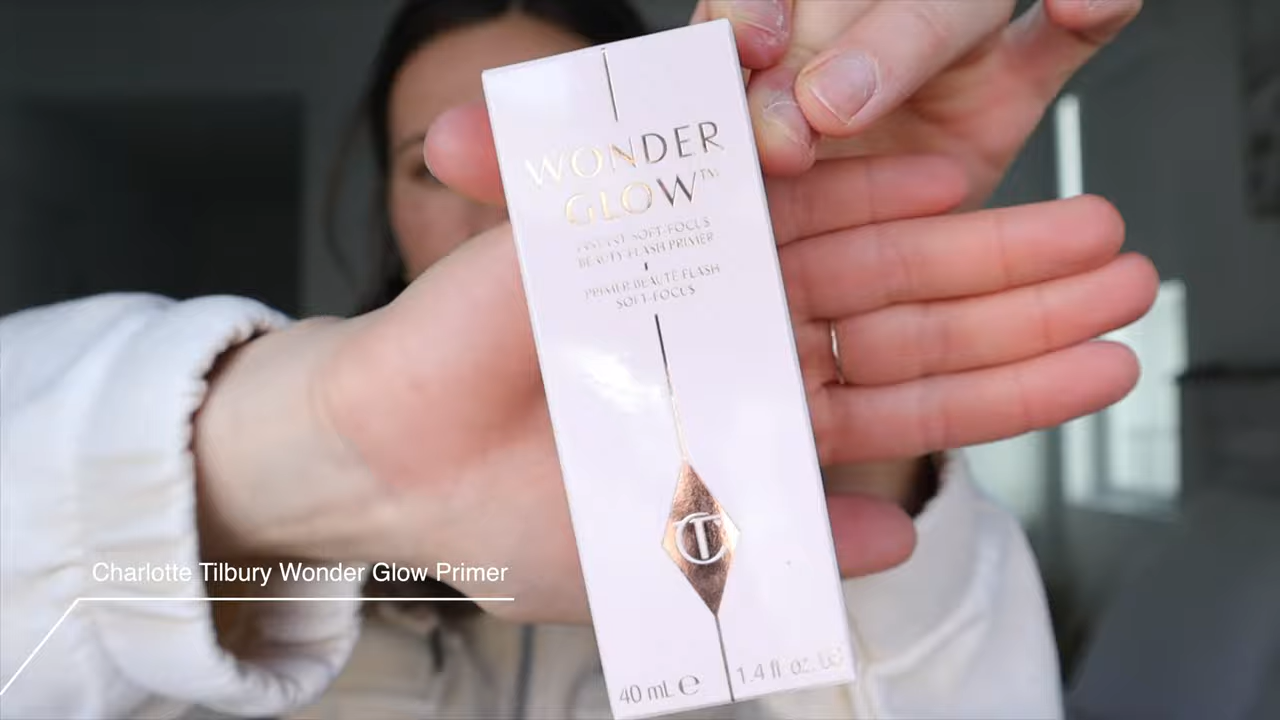 WONDER
GLOW™
INSTANT SOFT-FOCUS
BEAUTY FLASH PRIMER
PRIMER BEAUTÉ FLASH
SOFT-FOCUS
CT
Charlotte Tilbury Wonder Glow Primer
40 mL ℮ 1.4 fl. oz. US